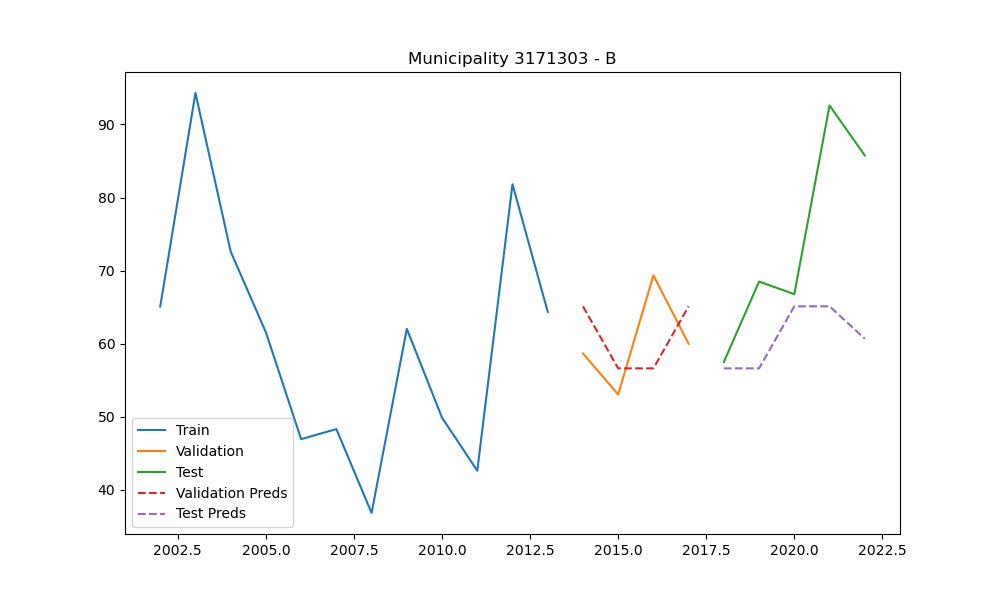 Municipality 3171303 - B
90
80
70
60
50
40
Train
Validation
Test
Validation Preds
Test Preds
2002.5 2005.0 2007.5 2010.0 2012.5 2015.0 2017.5 2020.0 2022.5